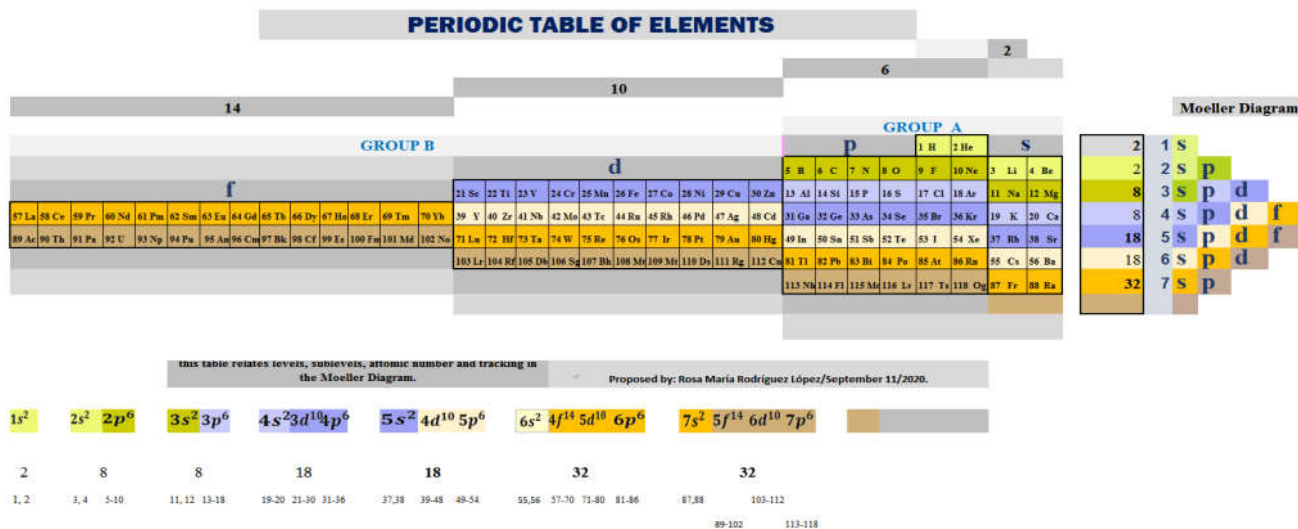 PERIODIC TABLE OF ELEMENTS
2
6
10
14
Moeller Diagram
GROUP A
GROUP B
p 1 H 2 He s 2 1 s
d 5 B 6 C 7 N 8 O 9 F 10 Ne 3 Li 4 Be 2 2 s p
f 21 Sc 22 Ti 23 V 24 Cr 25 Mn 26 Fe 27 Co 28 Ni 29 Cu 30 Zn 13 Al 14 Si 15 P 16 S 17 Cl 18 Ar 11 Na 12 Mg 8 3 s p d
57 La 58 Ce 59 Pr 60 Nd 61 Pm 62 Sm 63 Eu 64 Gd 65 Tb 66 Dy 67 Ho 68 Er 69 Tm 70 Yb 39 Y 40 Zr 41 Nb 42 Mo 43 Tc 44 Ru 45 Rh 46 Pd 47 Ag 48 Cd 31 Ga 32 Ge 33 As 34 Se 35 Br 36 Kr 19 K 20 Ca 8 4 s p d f
89 Ac 90 Th 91 Pa 92 U 93 Np 94 Pu 95 Am 96 Cm 97 Bk 98 Cf 99 Es 100 Fm 101 Md 102 No 71 Lu 72 Hf 73 Ta 74 W 75 Re 76 Os 77 Ir 78 Pt 79 Au 80 Hg 49 In 50 Sn 51 Sb 52 Te 53 I 54 Xe 37 Rb 38 Sr 18 5 s p d f
103 Lr 104 Rf 105 Db 106 Sg 107 Bh 108 Mt 109 Mt 110 Ds 111 Rg 112 Cn 81 Tl 82 Pb 83 Bi 84 Po 85 At 86 Rn 55 Cs 56 Ba 18 6 s p d
113 Nh 114 Fl 115 Mc 116 Lv 117 Ts 118 Og 87 Fr 88 Ra 32 7 s p
this table relates levels, sublevels, attomic number and tracking in
the Moeller Diagram.
Proposed by: Rosa María Rodríguez López/September 11/2020.
1s² 2s² 2p⁶ 3s² 3p⁶ 4s² 3d¹⁰ 4p⁶ 5s² 4d¹⁰ 5p⁶ 6s² 4f¹⁴ 5d¹⁰ 6p⁶ 7s² 5f¹⁴ 6d¹⁰ 7p⁶
2 8 8 18 18 32 32
1, 2 3, 4 5-10 11, 12 13-18 19-20 21-30 31-36 37,38 39-48 49-54 55,56 57-70 71-80 81-86 87,88 103-112
89-102 113-118